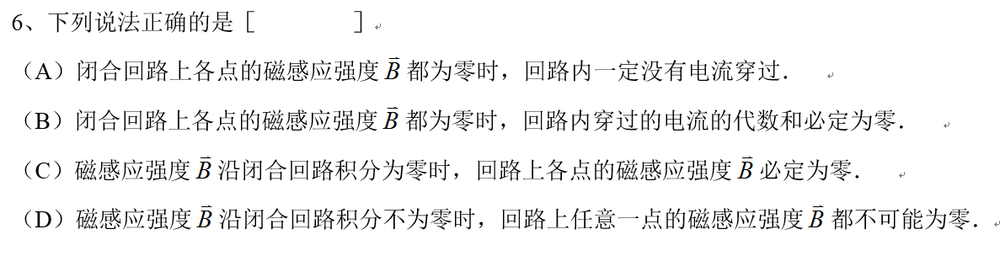 6、下列说法正确的是［ ］
（A）闭合回路上各点的磁感应强度 B⃗ 都为零时，回路内一定没有电流穿过．
（B）闭合回路上各点的磁感应强度 B⃗ 都为零时，回路内穿过的电流的代数和必定为零．
（C）磁感应强度 B⃗ 沿闭合回路积分为零时，回路上各点的磁感应强度 B⃗ 必定为零．
（D）磁感应强度 B⃗ 沿闭合回路积分不为零时，回路上任意一点的磁感应强度 B⃗ 都不可能为零．